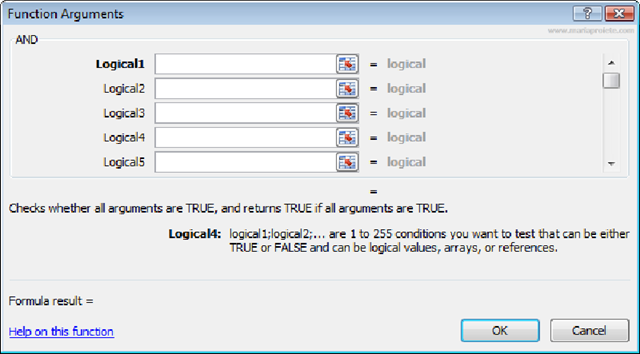 Function Arguments
AND
Logical1 = logical
Logical2 = logical
Logical3 = logical
Logical4 = logical
Logical5 = logical
=
Checks whether all arguments are TRUE, and returns TRUE if all arguments are TRUE.
Logical4: logical1;logical2;... are 1 to 255 conditions you want to test that can be either
TRUE or FALSE and can be logical values, arrays, or references.
Formula result =
Help on this function
OK Cancel